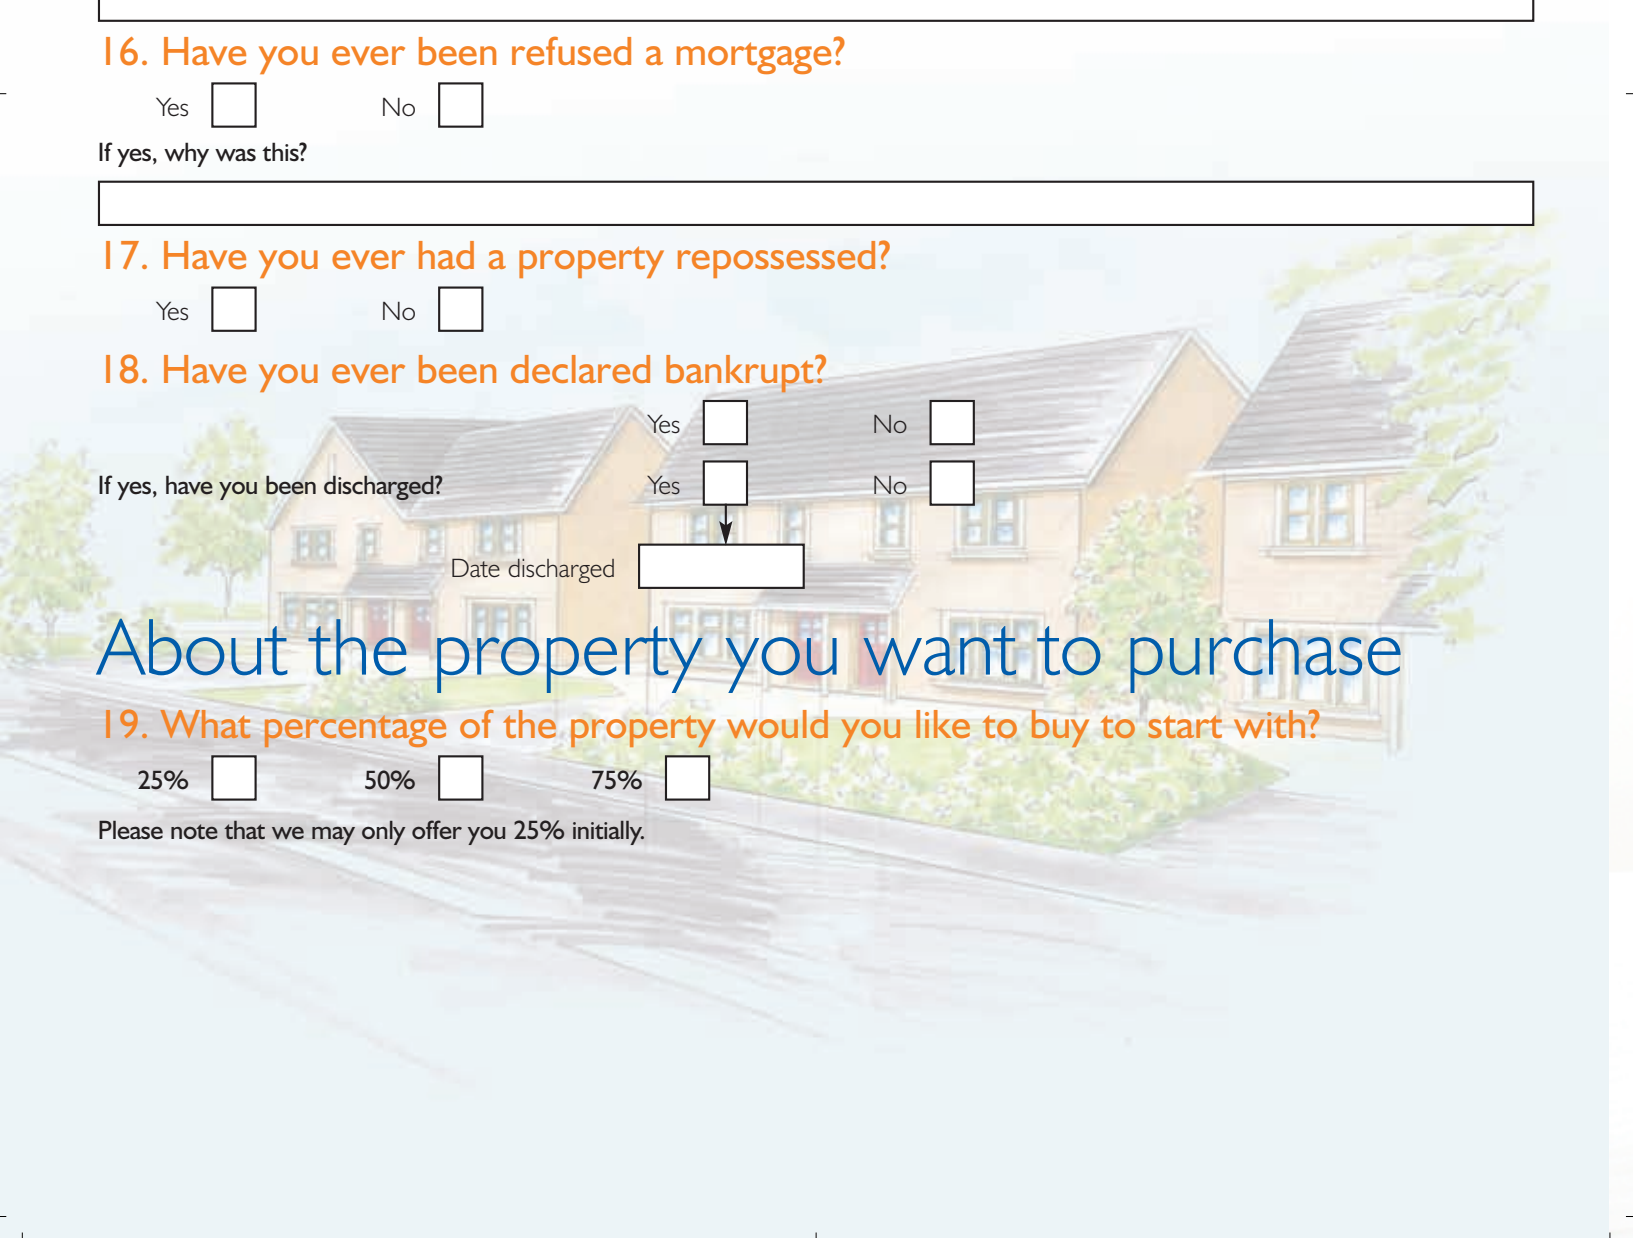 16. Have you ever been refused a mortgage?
Yes No
If yes, why was this?
17. Have you ever had a property repossessed?
Yes No
18. Have you ever been declared bankrupt?
Yes No
If yes, have you been discharged? Yes No
Date discharged
About the property you want to purchase
19. What percentage of the property would you like to buy to start with?
25% 50% 75%
Please note that we may only offer you 25% initially.